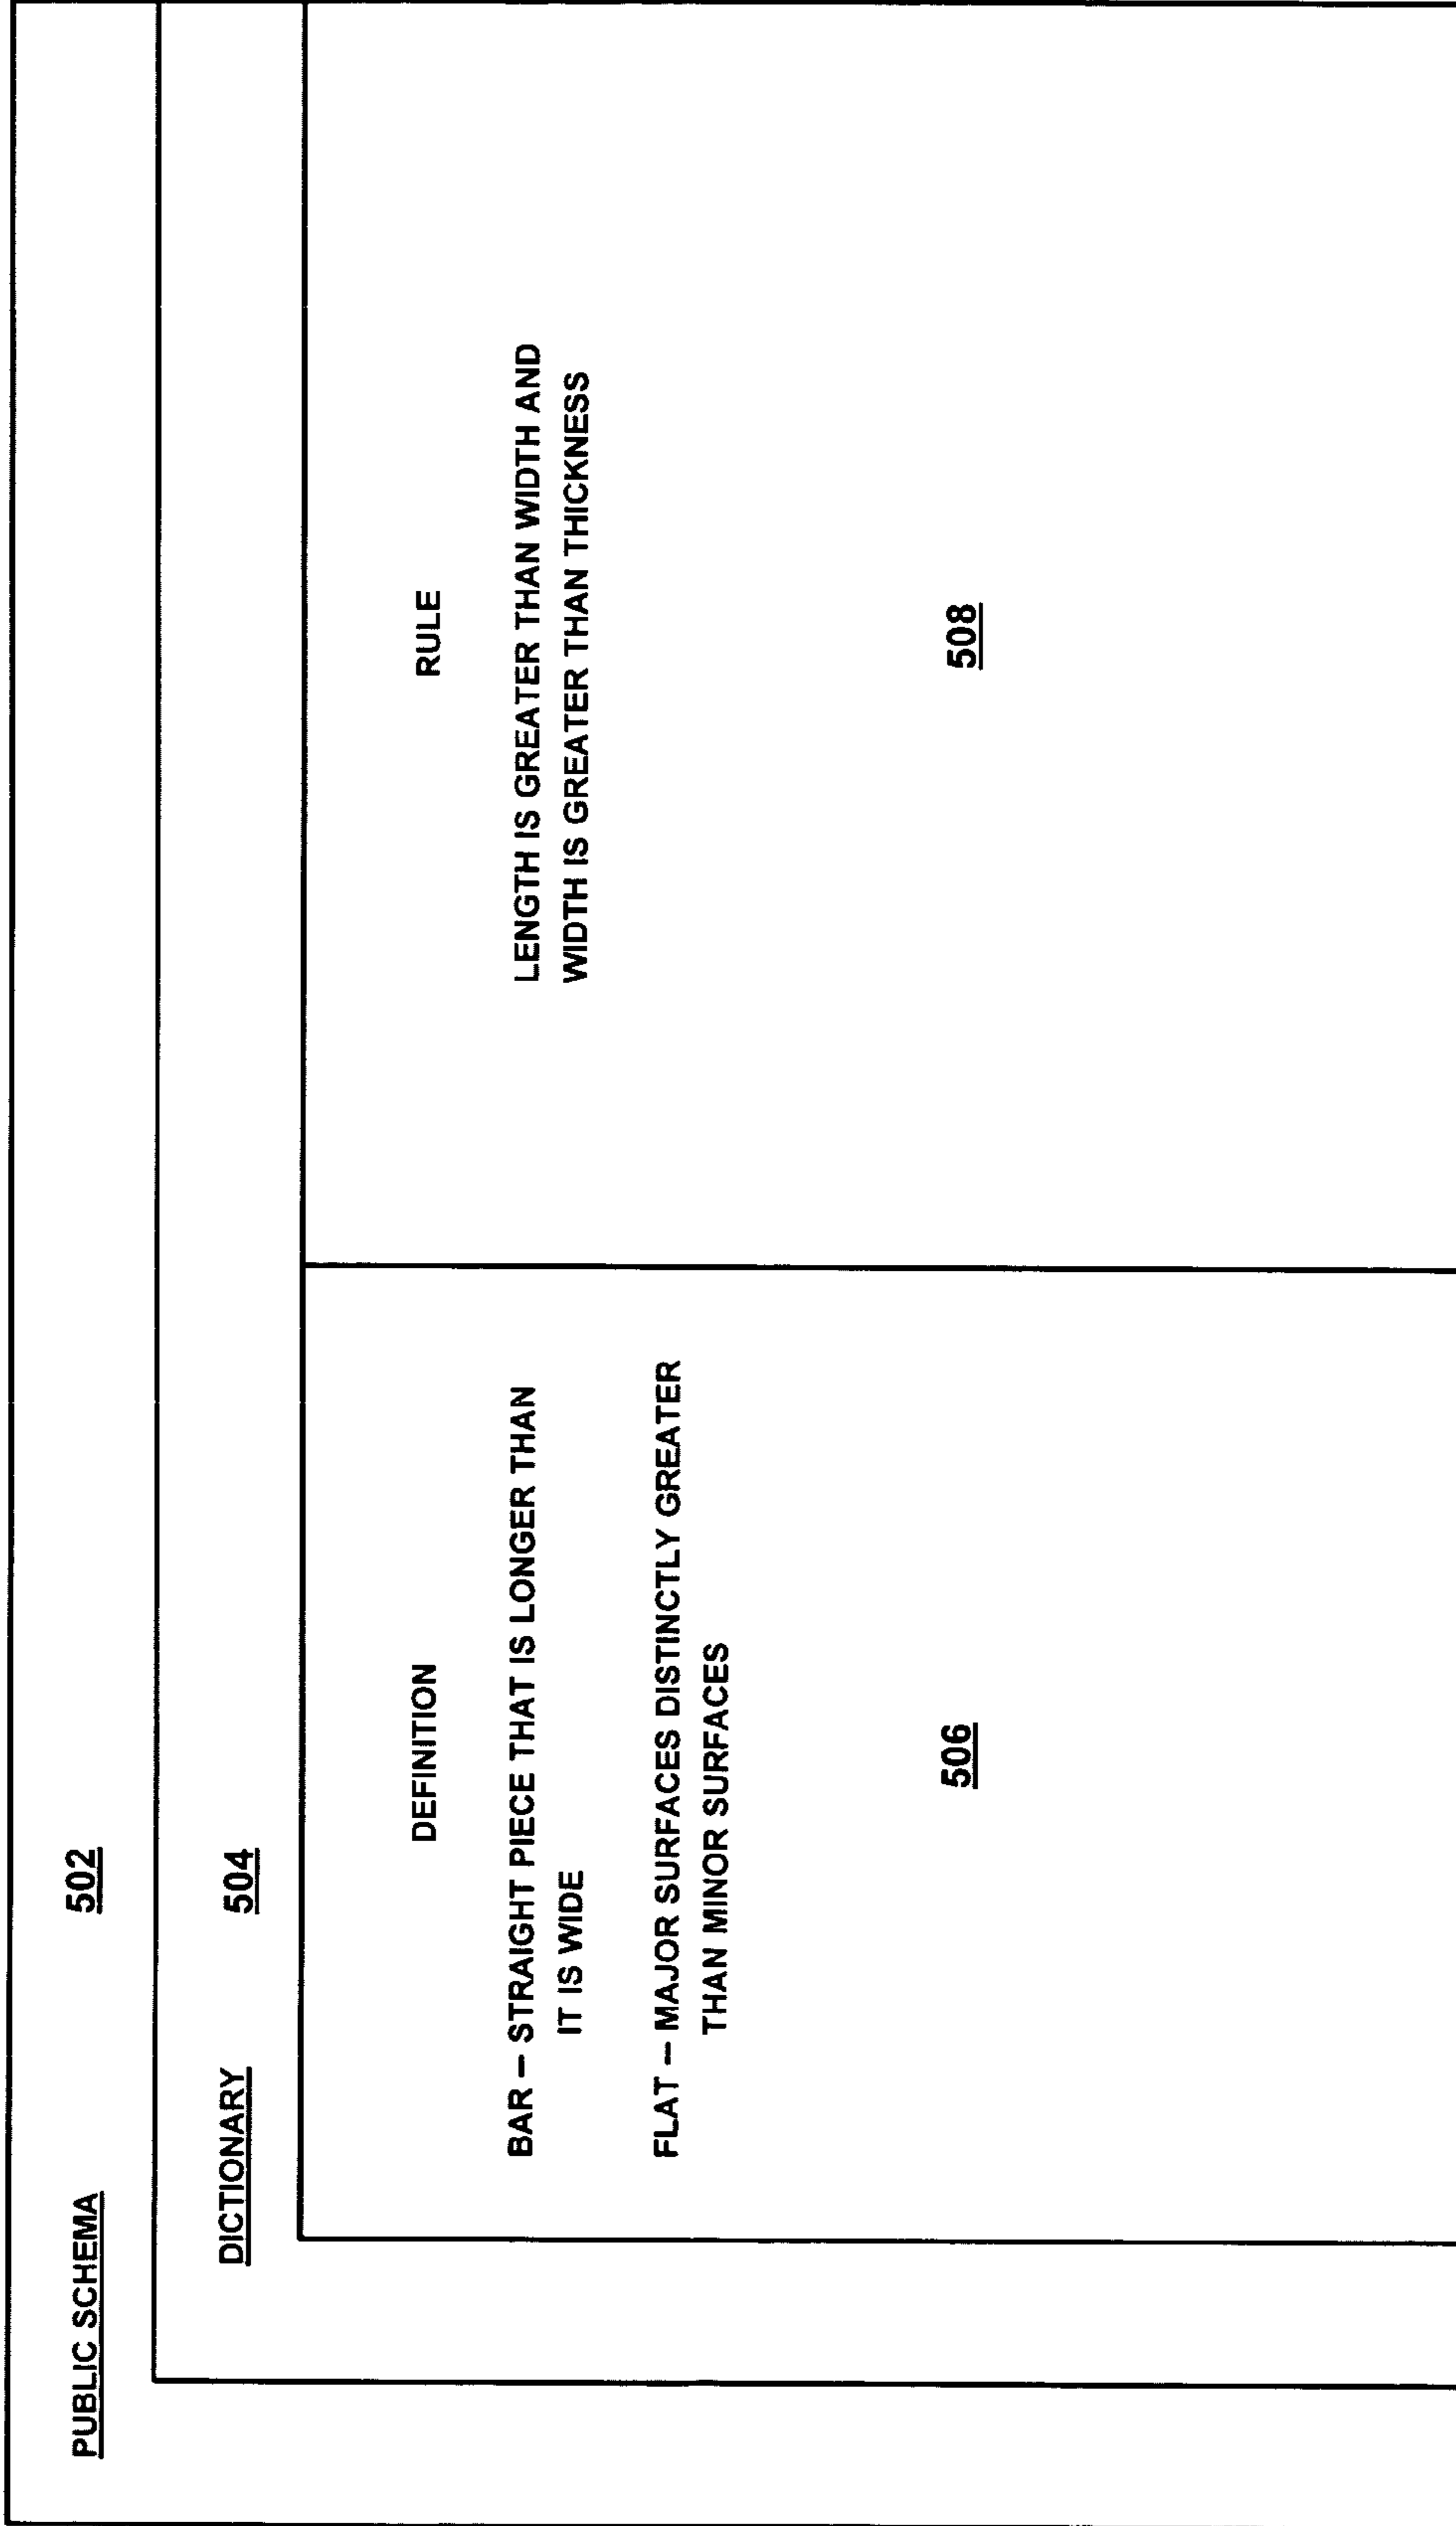 PUBLIC SCHEMA 502
DICTIONARY 504
DEFINITION
BAR – STRAIGHT PIECE THAT IS LONGER THAN
IT IS WIDE
FLAT – MAJOR SURFACES DISTINCTLY GREATER
THAN MINOR SURFACES
506
RULE
LENGTH IS GREATER THAN WIDTH AND
WIDTH IS GREATER THAN THICKNESS
508